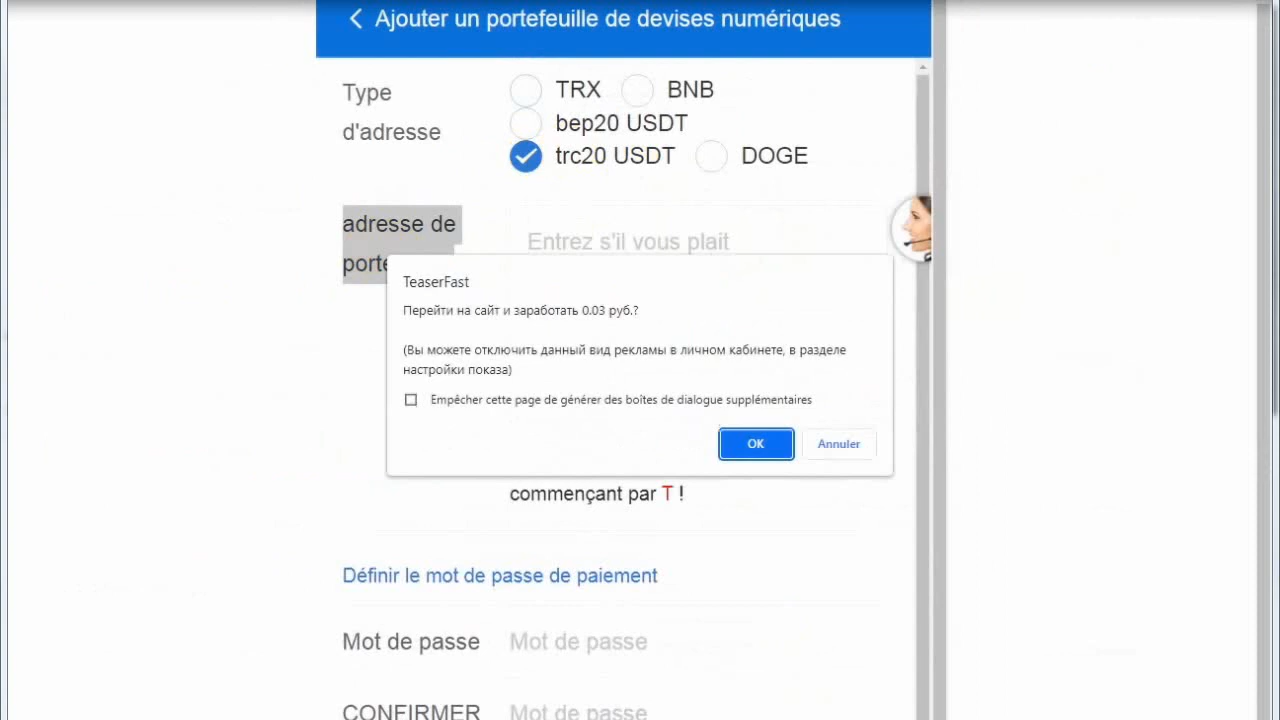 Ajouter un portefeuille de devises numériques
Type
d'adresse
TRX
BNB
bep20 USDT
trc20 USDT
DOGE
adresse de
Entrez s'il vous plait
TeaserFast
Перейти на сайт и заработать 0.03 руб.?
(Вы можете отключить данный вид рекламы в личном кабинете, в разделе
настройки показа)
Empêcher cette page de générer des boîtes de dialogue supplémentaires
OK
Annuler
commençant par T !
Définir le mot de passe de paiement
Mot de passe
Mot de passe
CONFIRMER
Mot de passe